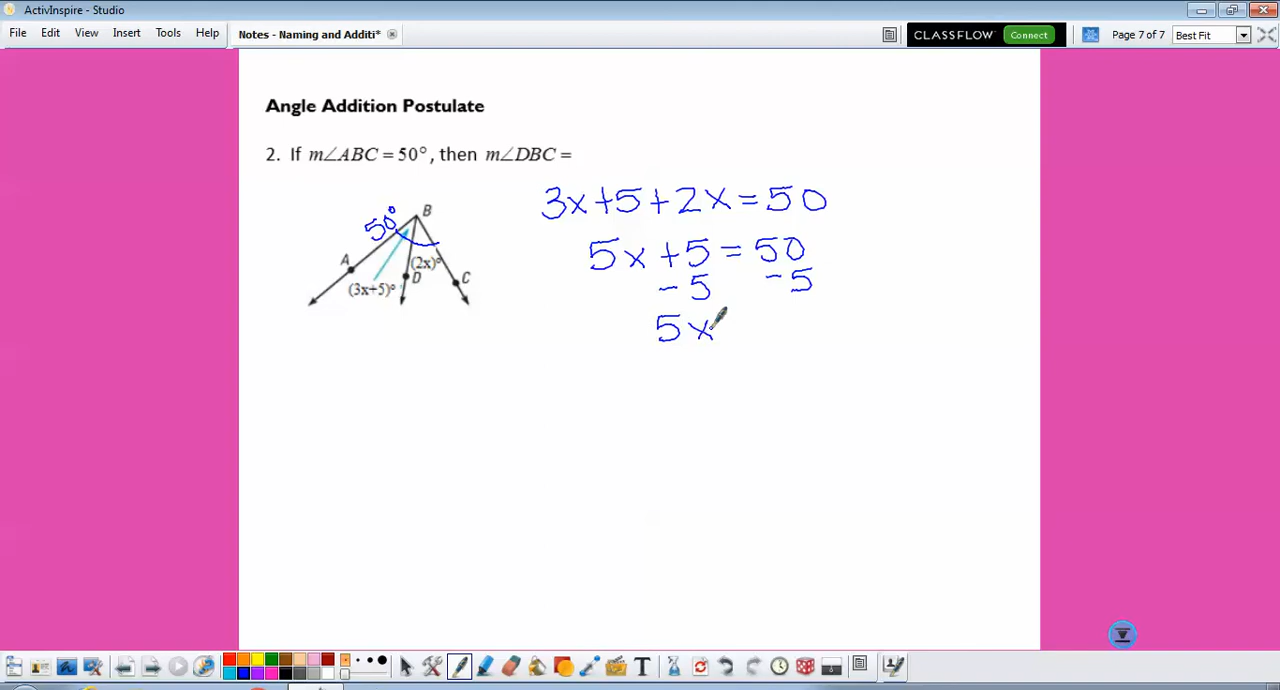 ActivInspire - Studio
File Edit View Insert Tools Help Notes - Naming and Additi* CLASSFLOW Connect Page 7 of 7 Best Fit
Angle Addition Postulate
2. If m∠ABC = 50°, then m∠DBC =
3x+5+2x=50
5x+5=50
-5 -5
5x
50°
B
A
(2x)°
D
C
(3x+5)°
T